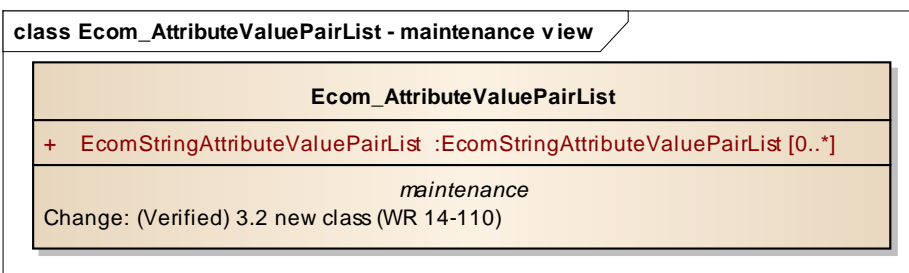 class Ecom_AttributeValuePairList - maintenance view
Ecom_AttributeValuePairList
+ EcomStringAttributeValuePairList :EcomStringAttributeValuePairList [0..*]
maintenance
Change: (Verified) 3.2 new class (WR 14-110)